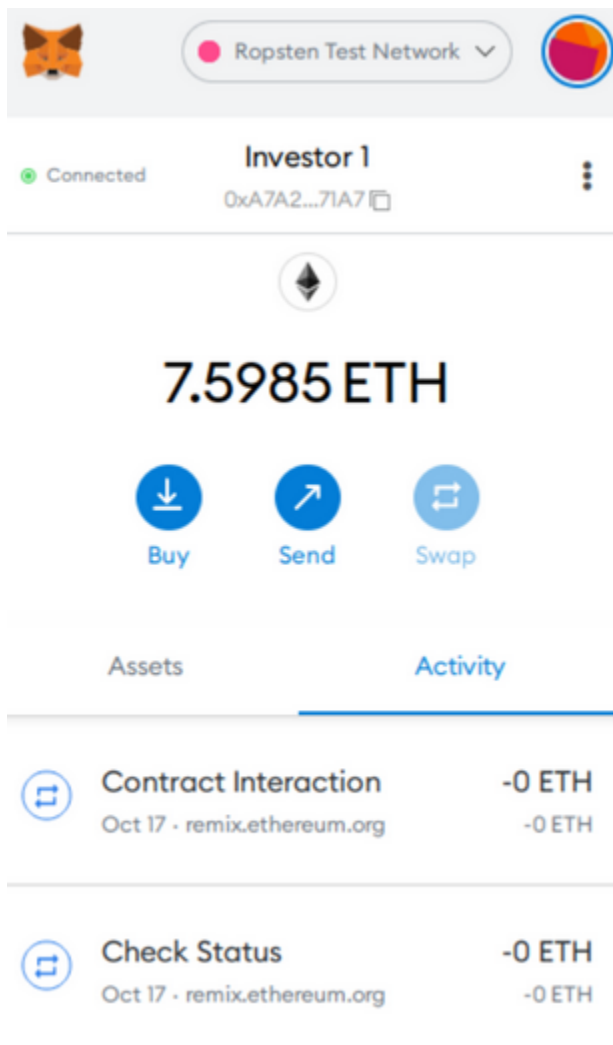 Ropsten Test Network
Connected
Investor 1
0xA7A2...71A7
7.5985 ETH
Buy Send Swap
Assets Activity
Contract Interaction -0 ETH
Oct 17 · remix.ethereum.org -0 ETH
Check Status -0 ETH
Oct 17 · remix.ethereum.org -0 ETH